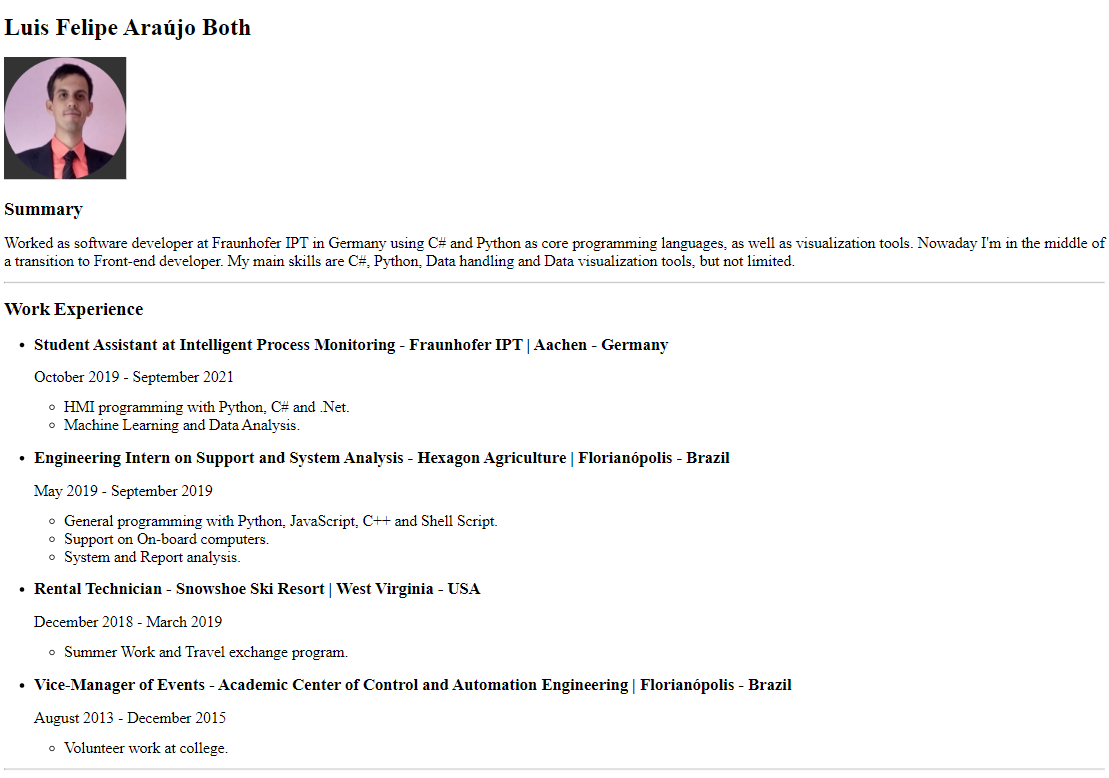 Luis Felipe Araújo Both
Summary
Worked as software developer at Fraunhofer IPT in Germany using C# and Python as core programming languages, as well as visualization tools. Nowaday I'm in the middle of
a transition to Front-end developer. My main skills are C#, Python, Data handling and Data visualization tools, but not limited.
Work Experience
• Student Assistant at Intelligent Process Monitoring - Fraunhofer IPT | Aachen - Germany
October 2019 - September 2021
◦ HMI programming with Python, C# and .Net.
◦ Machine Learning and Data Analysis.
• Engineering Intern on Support and System Analysis - Hexagon Agriculture | Florianópolis - Brazil
May 2019 - September 2019
◦ General programming with Python, JavaScript, C++ and Shell Script.
◦ Support on On-board computers.
◦ System and Report analysis.
• Rental Technician - Snowshoe Ski Resort | West Virginia - USA
December 2018 - March 2019
◦ Summer Work and Travel exchange program.
• Vice-Manager of Events - Academic Center of Control and Automation Engineering | Florianópolis - Brazil
August 2013 - December 2015
◦ Volunteer work at college.